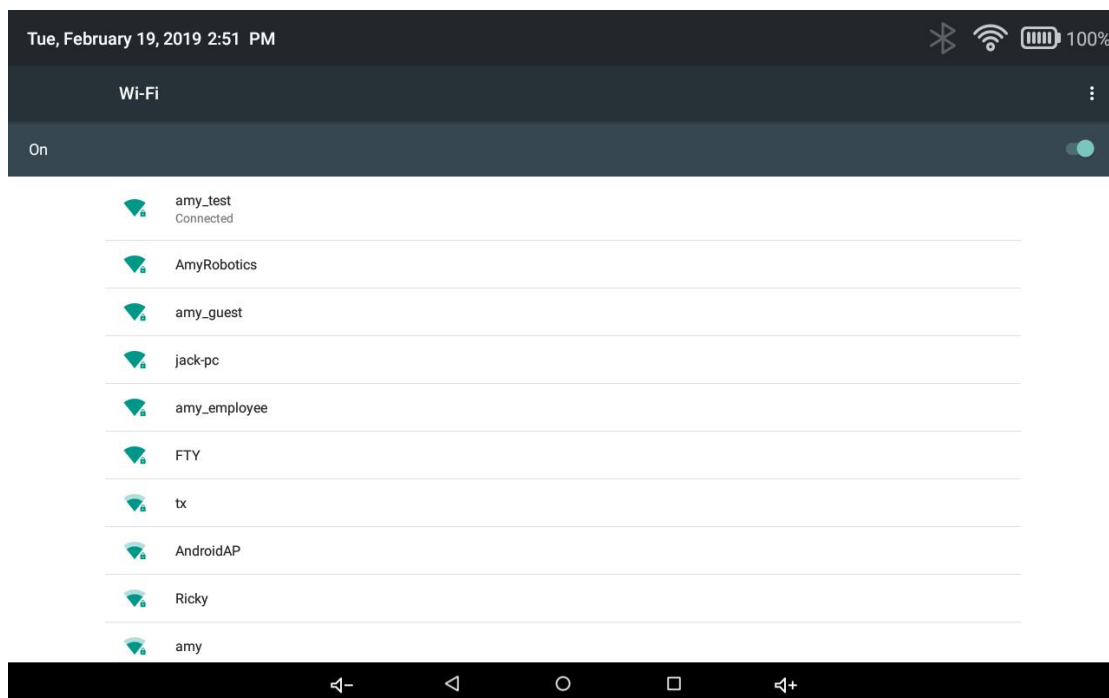 Tue, February 19, 2019 2:51 PM
100%
Wi-Fi
On
amy_test
Connected
AmyRobotics
amy_guest
jack-pc
amy_employee
FTY
tx
AndroidAP
Ricky
amy